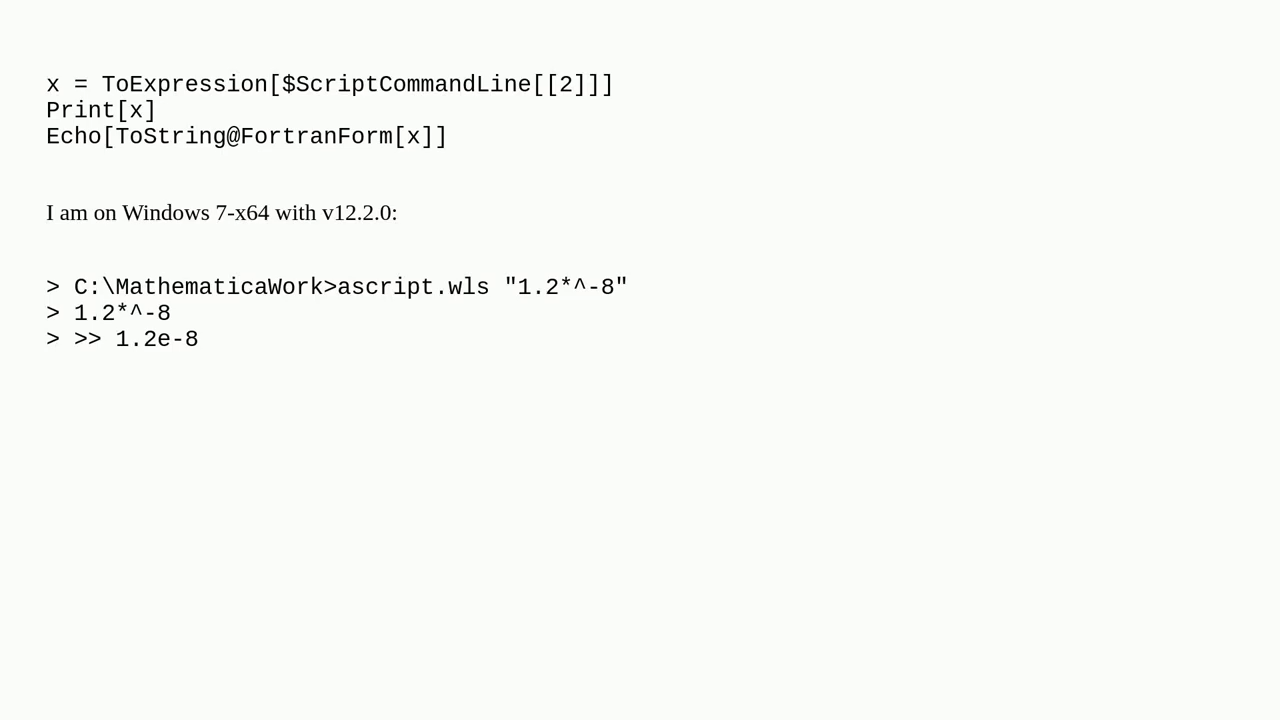 x = ToExpression[$ScriptCommandLine[[2]]]
Print[x]
Echo[ToString@FortranForm[x]]
I am on Windows 7-x64 with v12.2.0:
> C:\MathematicaWork>ascript.wls "1.2*^-8"
> 1.2*^-8
> >> 1.2e-8